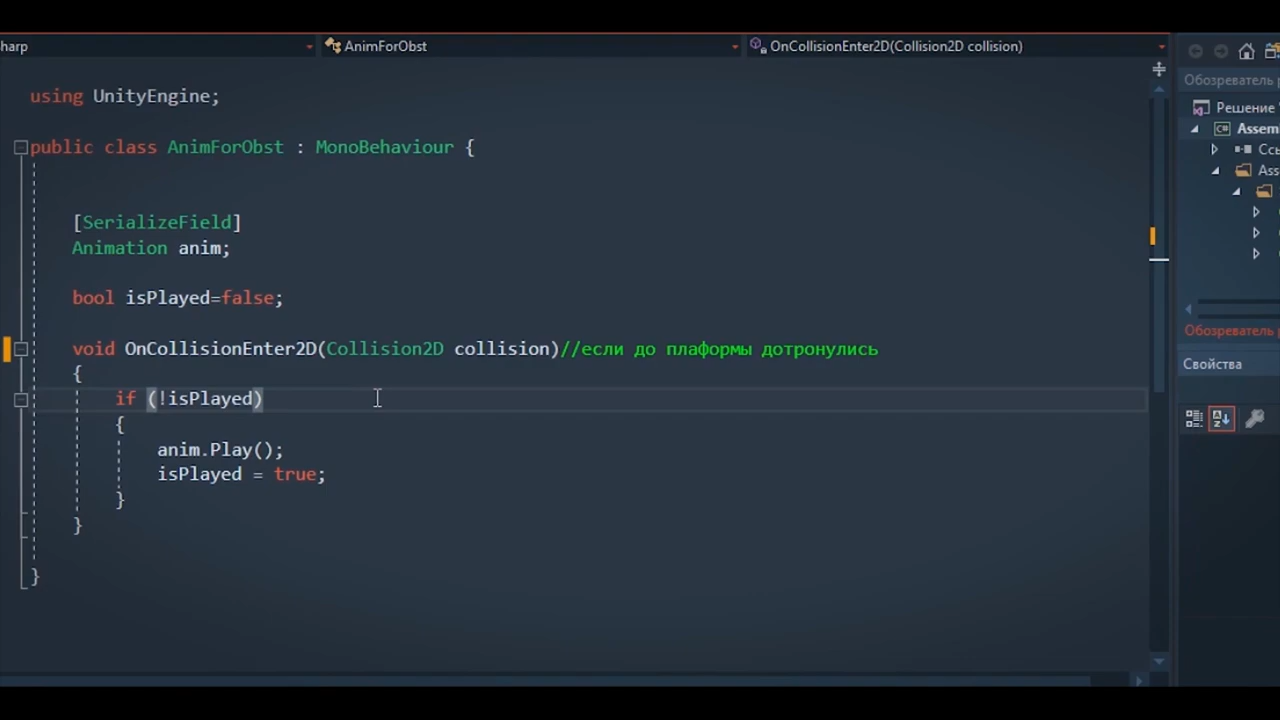 harp
AnimForObst
OnCollisionEnter2D(Collision2D collision)
using UnityEngine;
public class AnimForObst : MonoBehaviour {
[SerializeField]
Animation anim;
bool isPlayed=false;
void OnCollisionEnter2D(Collision2D collision)//если до плаформы дотронулись
{
if (!isPlayed)
{
anim.Play();
isPlayed = true;
}
}
}
Обозреватель р
Решение
C# Assem
Ссы
Ass
Обозреватель р
Свойства